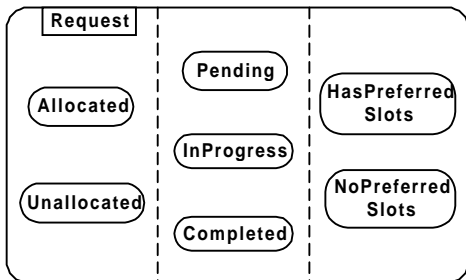 Request
Allocated
Unallocated
Pending
InProgress
Completed
HasPreferred
Slots
NoPreferred
Slots